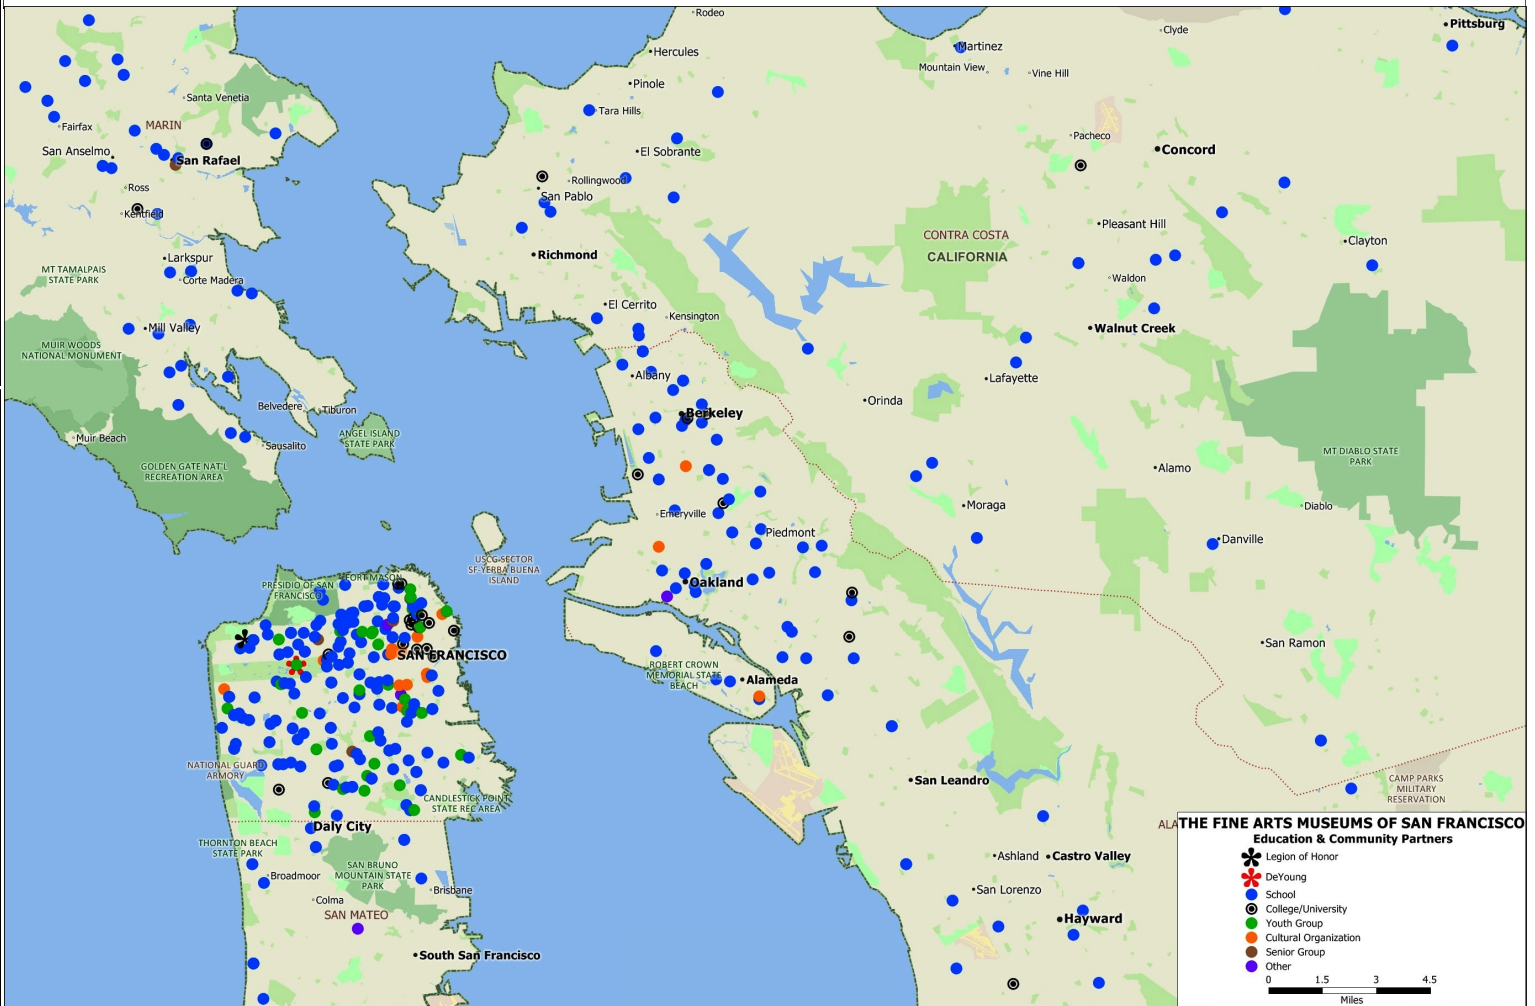 Rodeo
Clyde
Pittsburg
Hercules
Martinez
Mountain View
Vine Hill
Pinole
Santa Venetia
Tara Hills
Fairfax
MARIN
Pacheco
San Anselmo
El Sobrante
Concord
San Rafael
Ross
Rollingwood
San Pablo
Kentfield
Pleasant Hill
CONTRA COSTA
CALIFORNIA
Clayton
Richmond
Larkspur
MT TAMALPAIS
STATE PARK
Corte Madera
Waldon
El Cerrito
Kensington
Mill Valley
Walnut Creek
MUIR WOODS
NATIONAL MONUMENT
Albany
Lafayette
Orinda
Belvedere
Tiburon
Berkeley
Muir Beach
ANGEL ISLAND
STATE PARK
Sausalito
MT DIABLO STATE
PARK
GOLDEN GATE NAT'L
RECREATION AREA
Alamo
Moraga
Diablo
Emeryville
Piedmont
Danville
USCG SECTOR
SF-YERBA BUENA
ISLAND
FORT MASON
PRESIDIO OF SAN
FRANCISCO
Oakland
San Ramon
SAN FRANCISCO
ROBERT CROWN
MEMORIAL STATE
BEACH
Alameda
NATIONAL GUARD
ARMORY
San Leandro
CAMP PARKS
MILITARY
RESERVATION
CANDLESTICK POINT
STATE REC AREA
Daly City
ALA
THORNTON BEACH
STATE PARK
Ashland
Castro Valley
SAN BRUNO
MOUNTAIN STATE
PARK
Broadmoor
Brisbane
San Lorenzo
Colma
SAN MATEO
Hayward
South San Francisco
THE FINE ARTS MUSEUMS OF SAN FRANCISCO
Education & Community Partners
Legion of Honor
DeYoung
School
College/University
Youth Group
Cultural Organization
Senior Group
Other
0 1.5 3 4.5
Miles